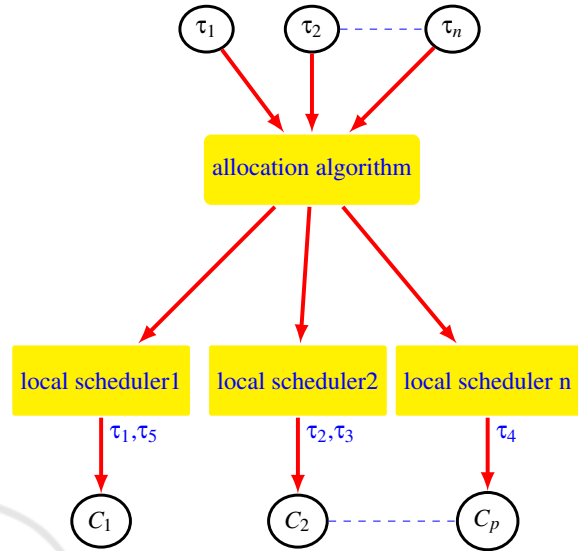 τ1 τ2 τn
allocation algorithm
local scheduler1 local scheduler2 local scheduler n
τ1,τ5 τ2,τ3 τ4
C1 C2 Cp